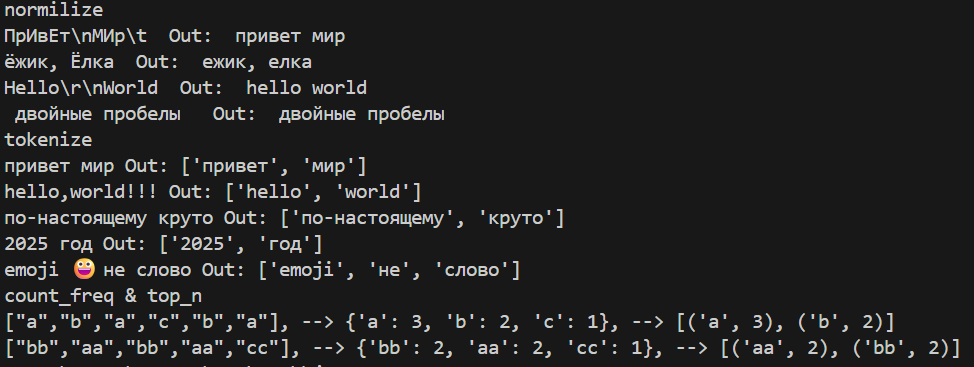 normilize
ПрИвЕт\nМИр\t  Out:  привет мир
ёжик, Ёлка  Out:  ежик, елка
Hello\r\nWorld  Out:  hello world
 двойные пробелы   Out:  двойные пробелы
tokenize
привет мир Out: ['привет', 'мир']
hello,world!!! Out: ['hello', 'world']
по-настоящему круто Out: ['по-настоящему', 'круто']
2025 год Out: ['2025', 'год']
emoji 😀 не слово Out: ['emoji', 'не', 'слово']
count_freq & top_n
["a","b","a","c","b","a"], --> {'a': 3, 'b': 2, 'c': 1}, --> [('a', 3), ('b', 2)]
["bb","aa","bb","aa","cc"], --> {'bb': 2, 'aa': 2, 'cc': 1}, --> [('aa', 2), ('bb', 2)]